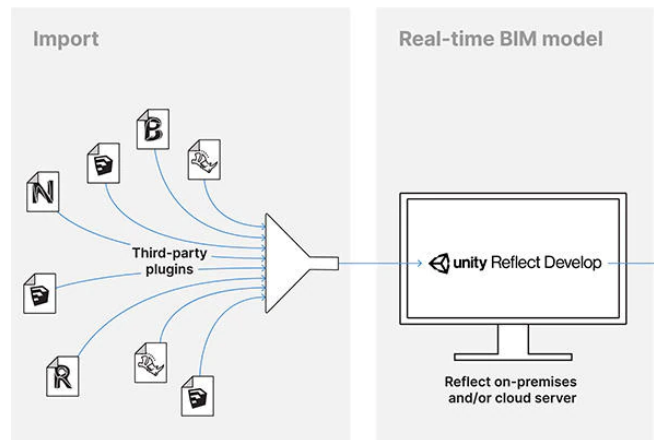 Import
Real-time BIM model
B
N
Third-party
plugins
unity Reflect Develop
R
Reflect on-premises
and/or cloud server